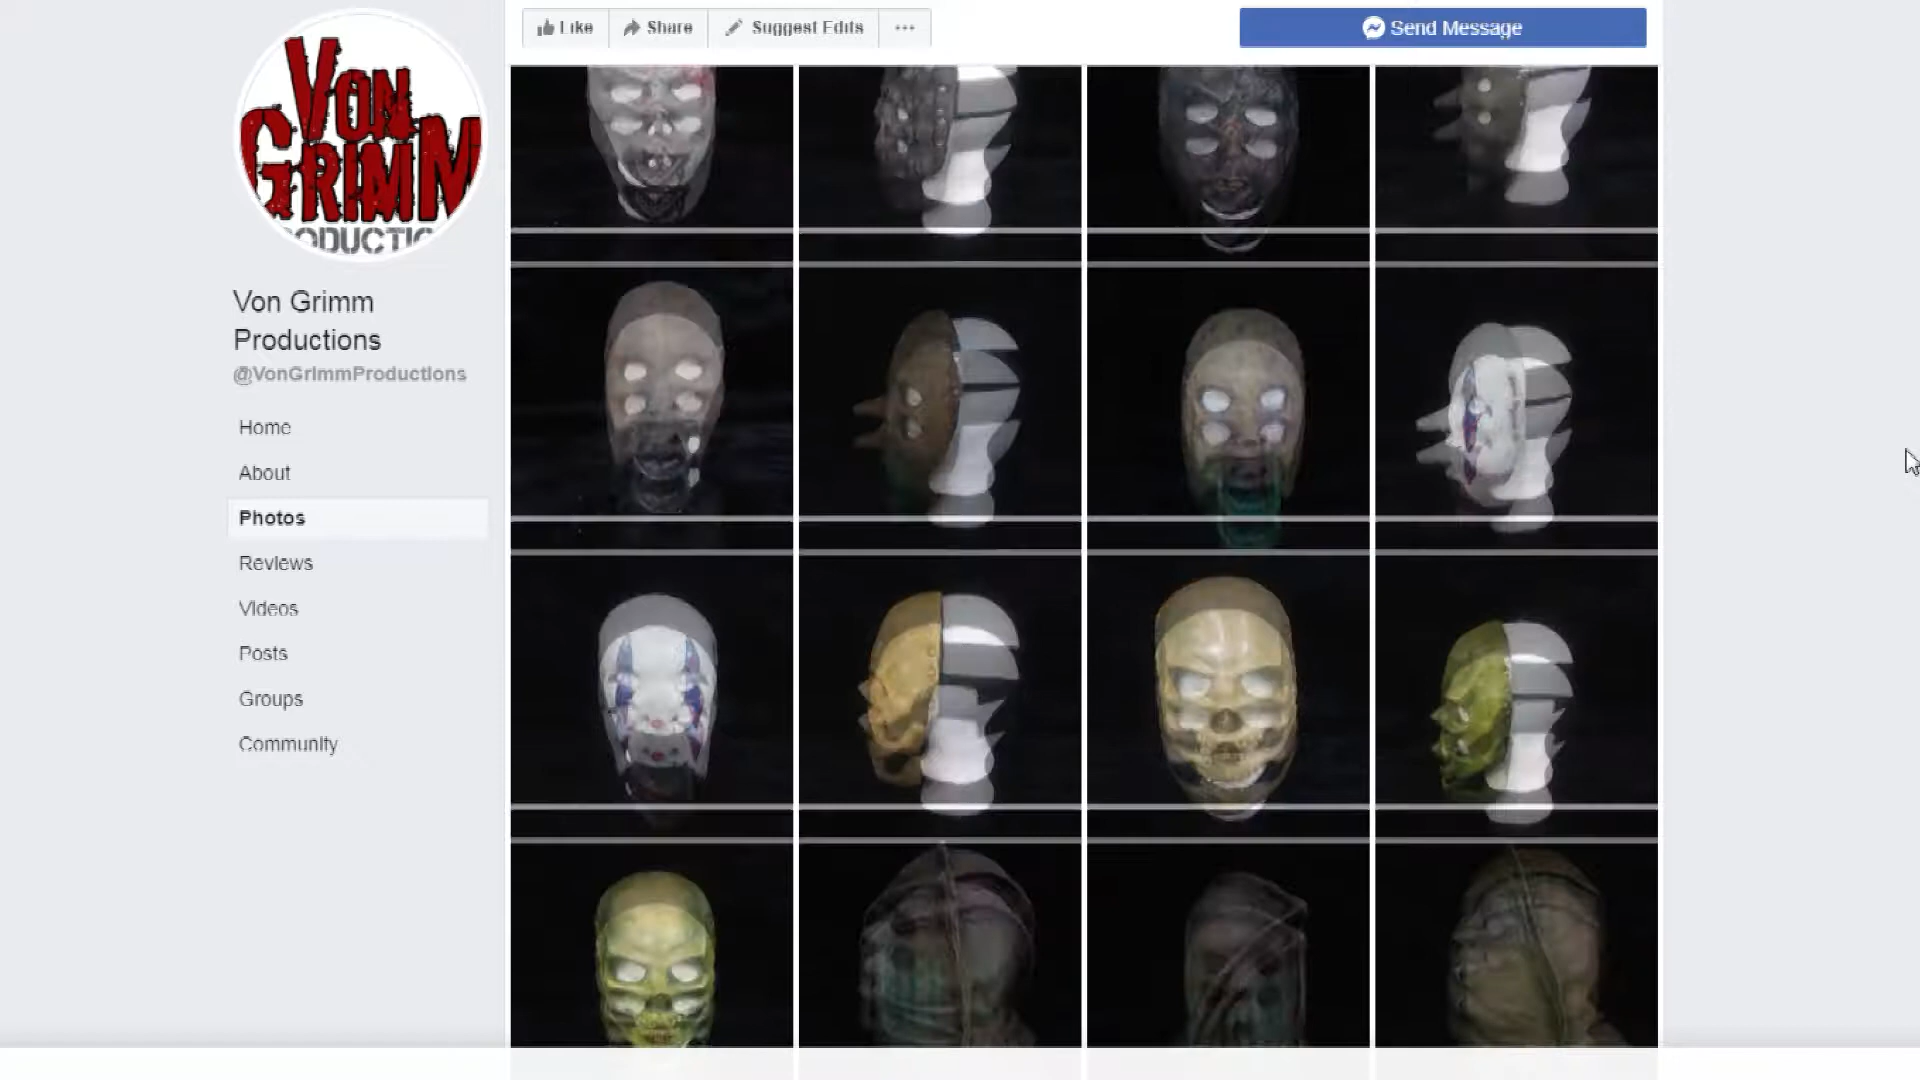 Like
Share
Suggest Edits
Send Message
VON
GRIMM
Von Grimm
Productions
@VonGrimmProductions
Home
About
Photos
Reviews
Videos
Posts
Groups
Community